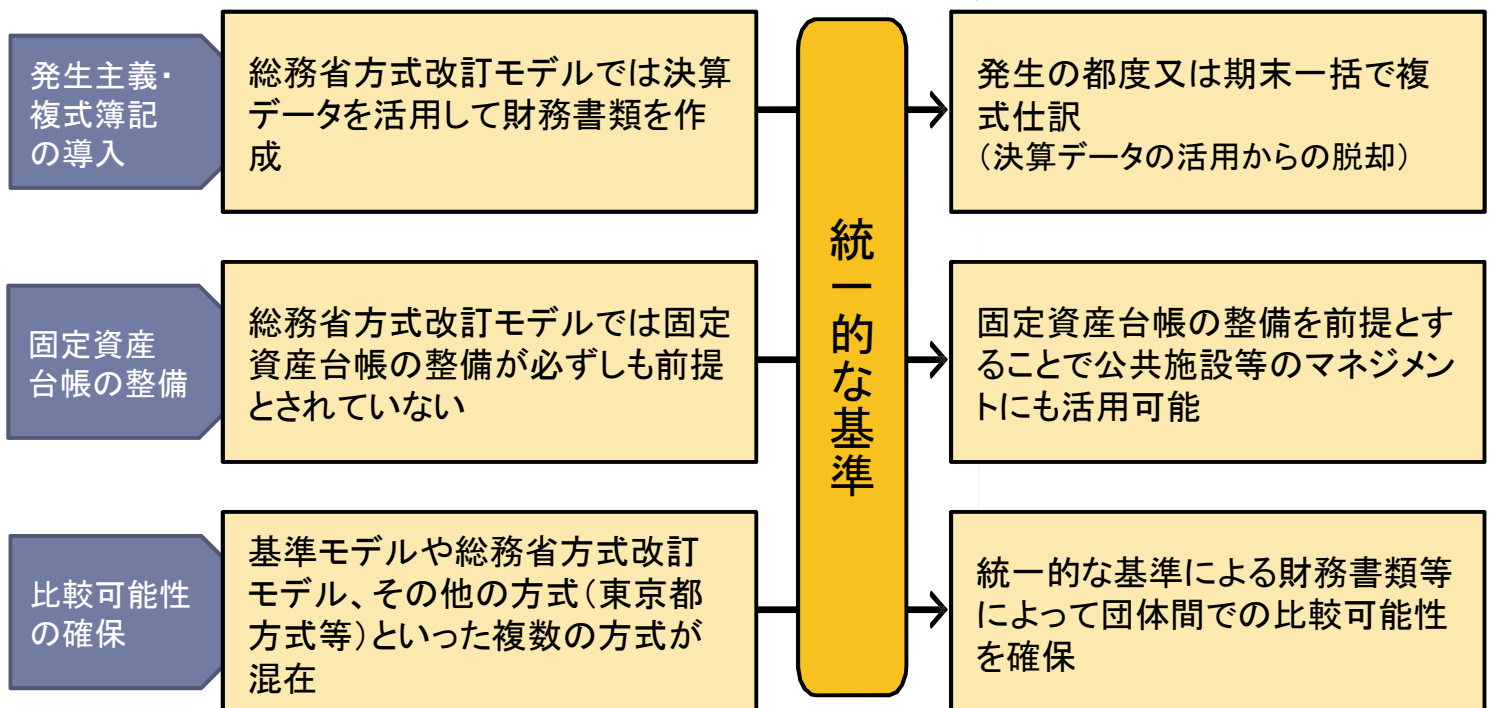 発生主義・
複式簿記
の導入
総務省方式改訂モデルでは決算
データを活用して財務書類を作
成
発生の都度又は期末一括で複
式仕訳
（決算データの活用からの脱却）
統一的な基準
固定資産
台帳の整備
総務省方式改訂モデルでは固定
資産台帳の整備が必ずしも前提
とされていない
固定資産台帳の整備を前提とす
ることで公共施設等のマネジメン
トにも活用可能
比較可能性
の確保
基準モデルや総務省方式改訂
モデル、その他の方式（東京都
方式等）といった複数の方式が
混在
統一的な基準による財務書類等
によって団体間での比較可能性
を確保